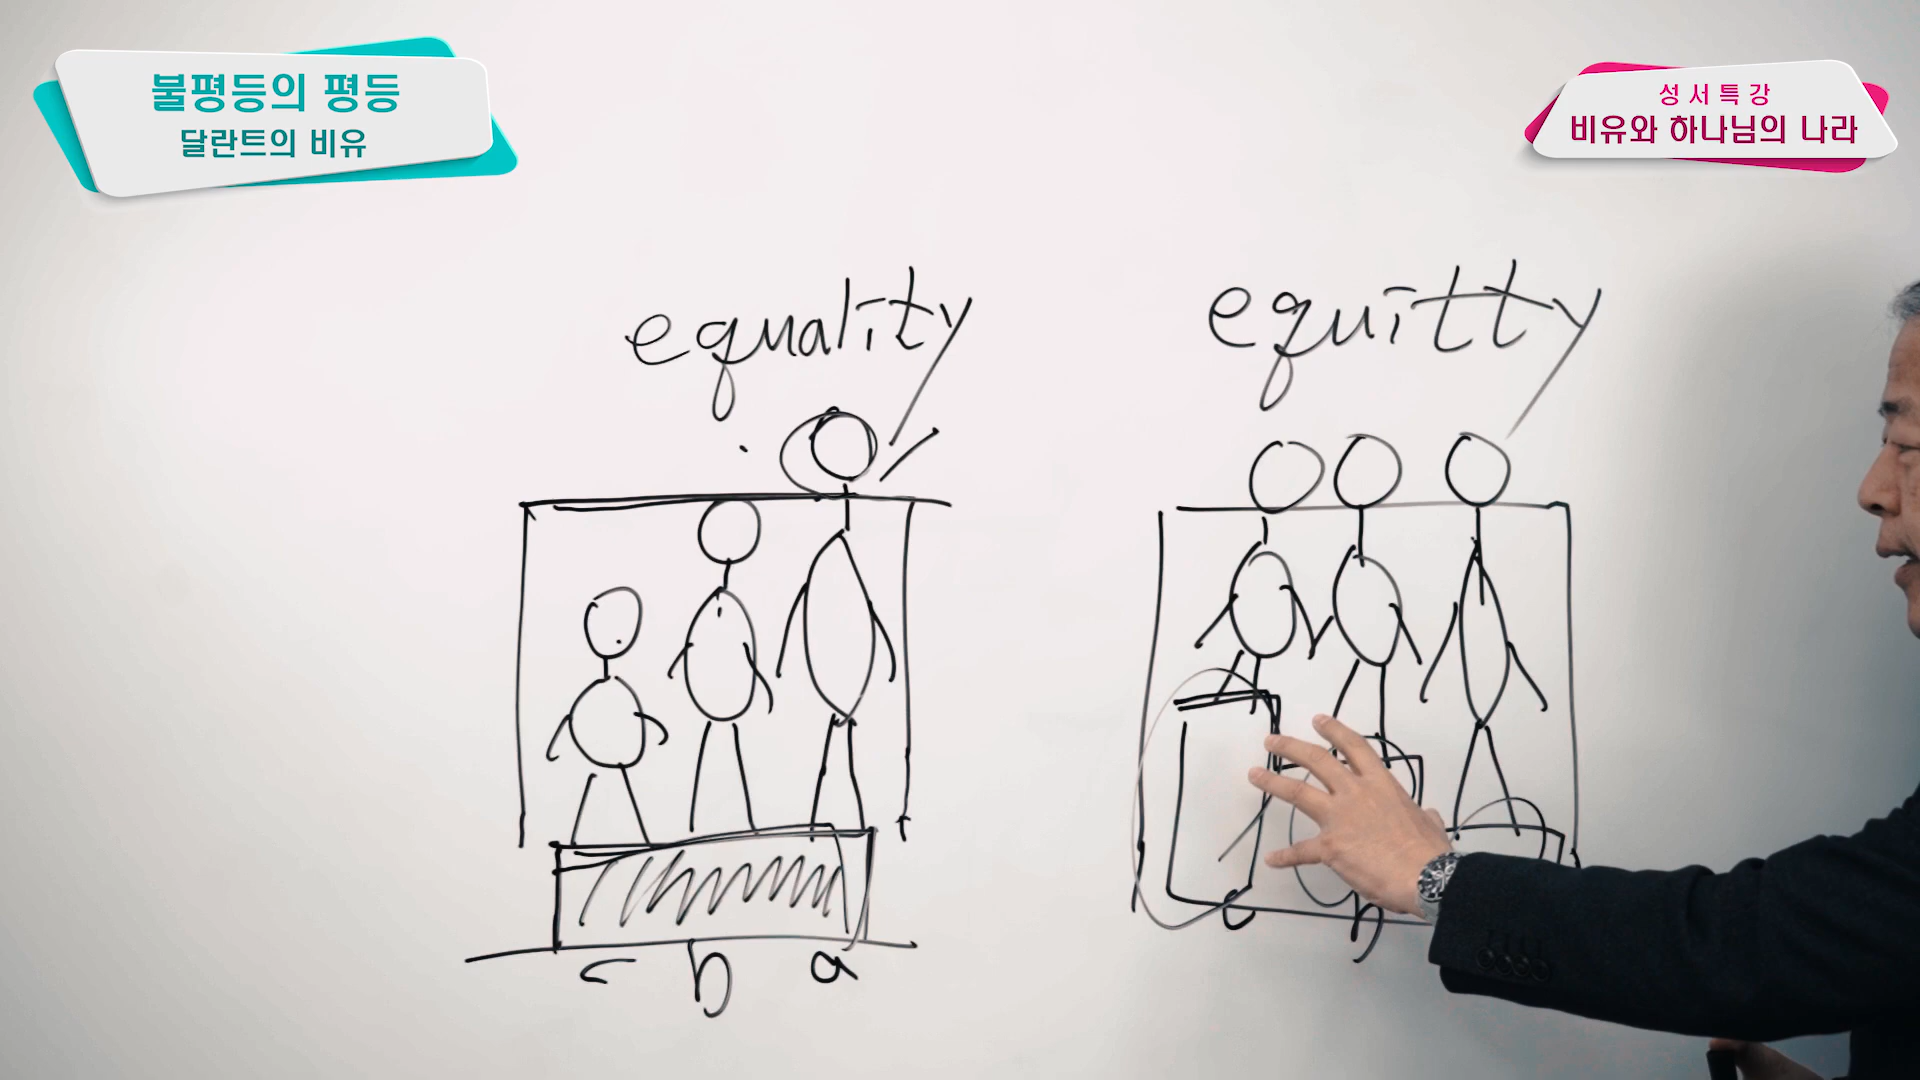 불평등의 평등
달란트의 비유
성서특강
비유와 하나님의 나라
equality
equitty
c b a
c b